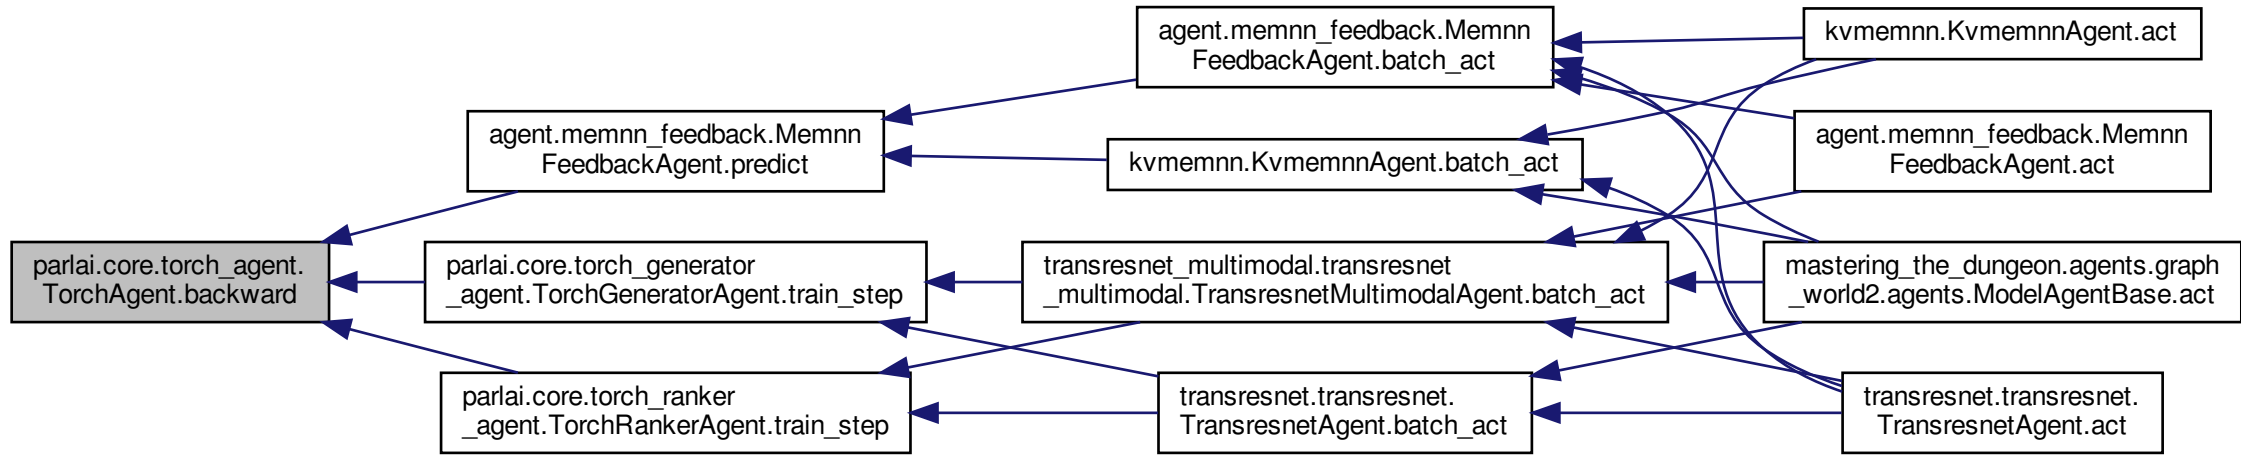 parlai.core.torch_agent.
TorchAgent.backward
agent.memnn_feedback.Memnn
FeedbackAgent.predict
parlai.core.torch_generator
_agent.TorchGeneratorAgent.train_step
parlai.core.torch_ranker
_agent.TorchRankerAgent.train_step
agent.memnn_feedback.Memnn
FeedbackAgent.batch_act
kvmemnn.KvmemnnAgent.batch_act
transresnet_multimodal.transresnet
_multimodal.TransresnetMultimodalAgent.batch_act
transresnet.transresnet.
TransresnetAgent.batch_act
kvmemnn.KvmemnnAgent.act
agent.memnn_feedback.Memnn
FeedbackAgent.act
mastering_the_dungeon.agents.graph
_world2.agents.ModelAgentBase.act
transresnet.transresnet.
TransresnetAgent.act